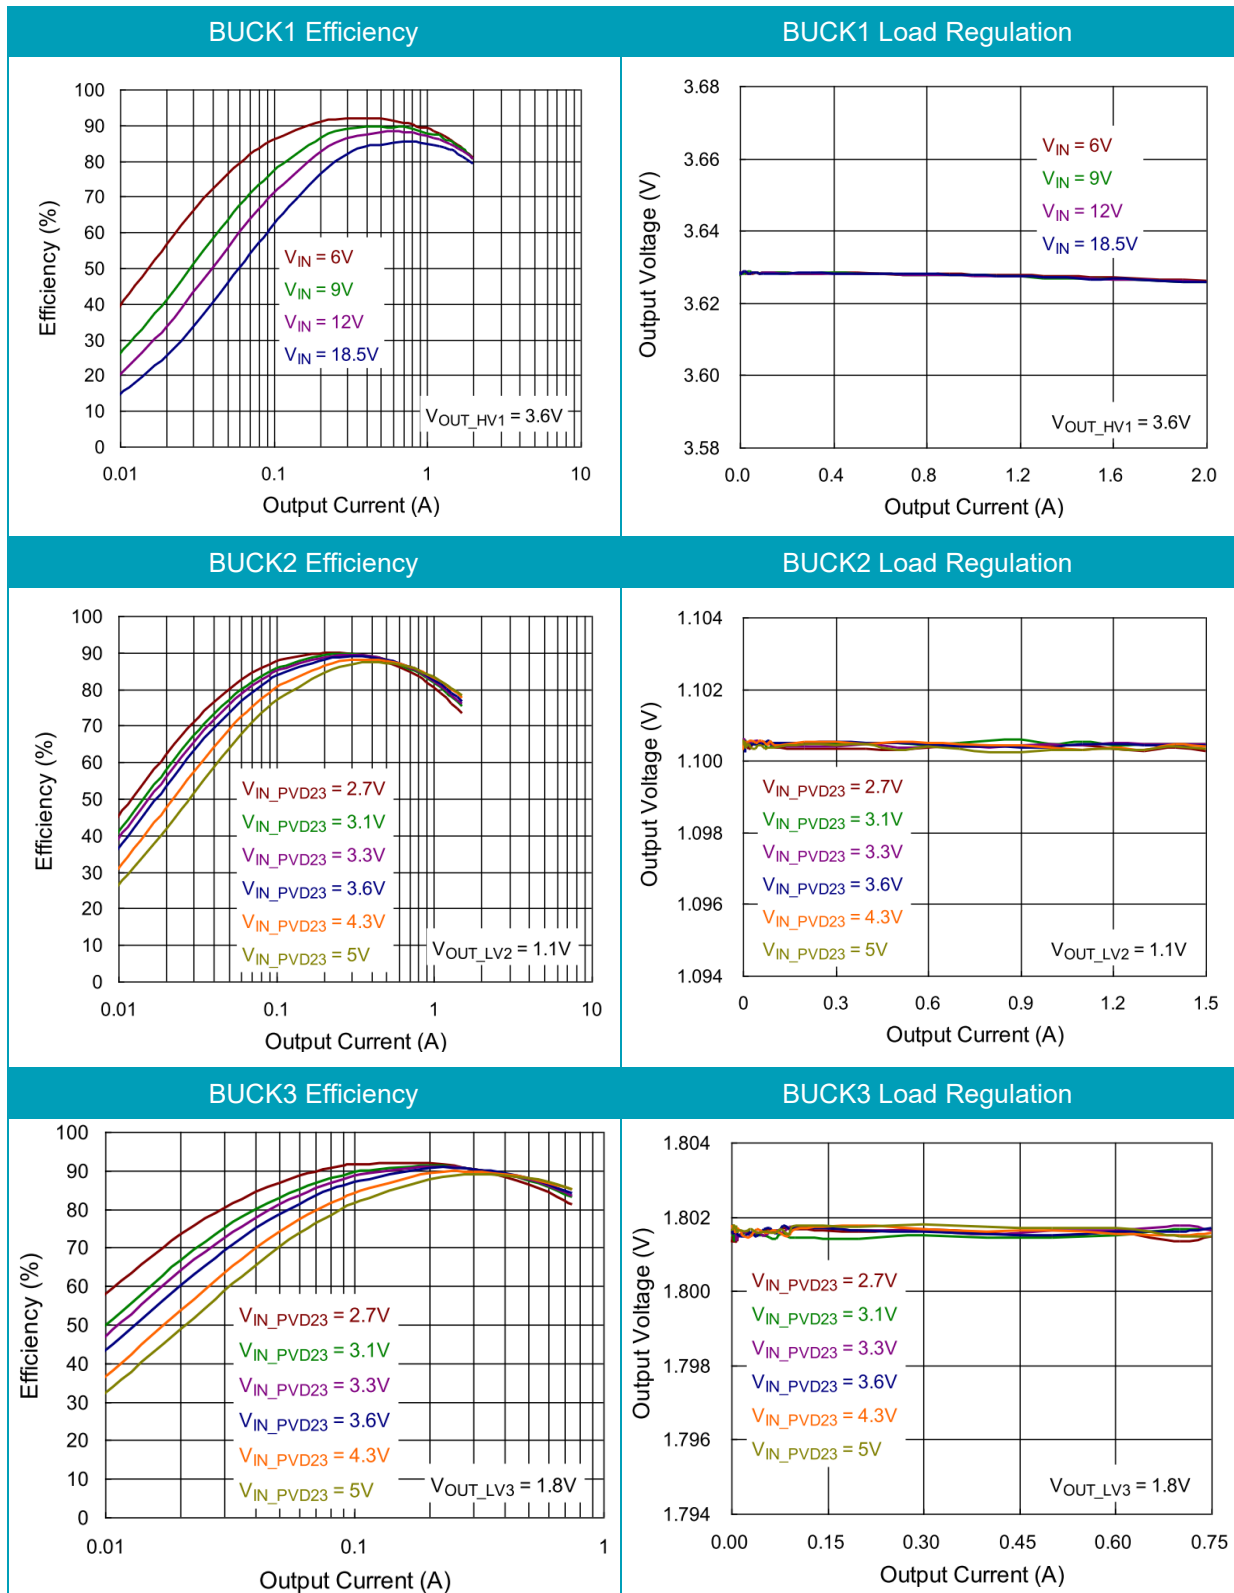 BUCK1 Efficiency
BUCK1 Load Regulation
100
90
80
70
60
50
40
30
20
10
0
Efficiency (%)
VIN = 6V
VIN = 9V
VIN = 12V
VIN = 18.5V
VOUT_HV1 = 3.6V
0.01 0.1 1 10
Output Current (A)
3.68
3.66
3.64
3.62
3.60
3.58
Output Voltage (V)
VIN = 6V
VIN = 9V
VIN = 12V
VIN = 18.5V
VOUT_HV1 = 3.6V
0.0 0.4 0.8 1.2 1.6 2.0
Output Current (A)
BUCK2 Efficiency
BUCK2 Load Regulation
100
90
80
70
60
50
40
30
20
10
0
Efficiency (%)
VIN_PVD23 = 2.7V
VIN_PVD23 = 3.1V
VIN_PVD23 = 3.3V
VIN_PVD23 = 3.6V
VIN_PVD23 = 4.3V
VIN_PVD23 = 5V
VOUT_LV2 = 1.1V
0.01 0.1 1 10
Output Current (A)
1.104
1.102
1.100
1.098
1.096
1.094
Output Voltage (V)
VIN_PVD23 = 2.7V
VIN_PVD23 = 3.1V
VIN_PVD23 = 3.3V
VIN_PVD23 = 3.6V
VIN_PVD23 = 4.3V
VIN_PVD23 = 5V
VOUT_LV2 = 1.1V
0 0.3 0.6 0.9 1.2 1.5
Output Current (A)
BUCK3 Efficiency
BUCK3 Load Regulation
100
90
80
70
60
50
40
30
20
10
0
Efficiency (%)
VIN_PVD23 = 2.7V
VIN_PVD23 = 3.1V
VIN_PVD23 = 3.3V
VIN_PVD23 = 3.6V
VIN_PVD23 = 4.3V
VIN_PVD23 = 5V
VOUT_LV3 = 1.8V
0.01 0.1 1
Output Current (A)
1.804
1.802
1.800
1.798
1.796
1.794
Output Voltage (V)
VIN_PVD23 = 2.7V
VIN_PVD23 = 3.1V
VIN_PVD23 = 3.3V
VIN_PVD23 = 3.6V
VIN_PVD23 = 4.3V
VIN_PVD23 = 5V
VOUT_LV3 = 1.8V
0.00 0.15 0.30 0.45 0.60 0.75
Output Current (A)